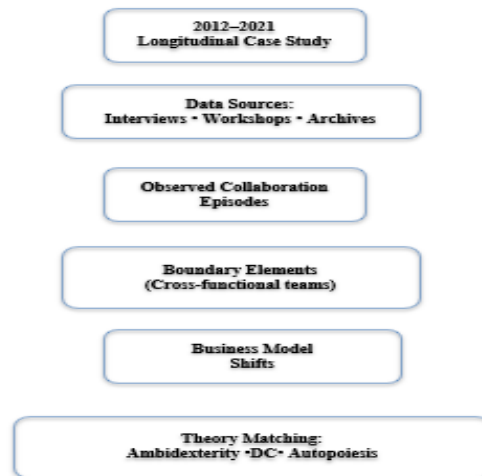 2012–2021
Longitudinal Case Study
Data Sources:
Interviews • Workshops • Archives
Observed Collaboration
Episodes
Boundary Elements
(Cross-functional teams)
Business Model
Shifts
Theory Matching:
Ambidexterity •DC• Autopoiesis